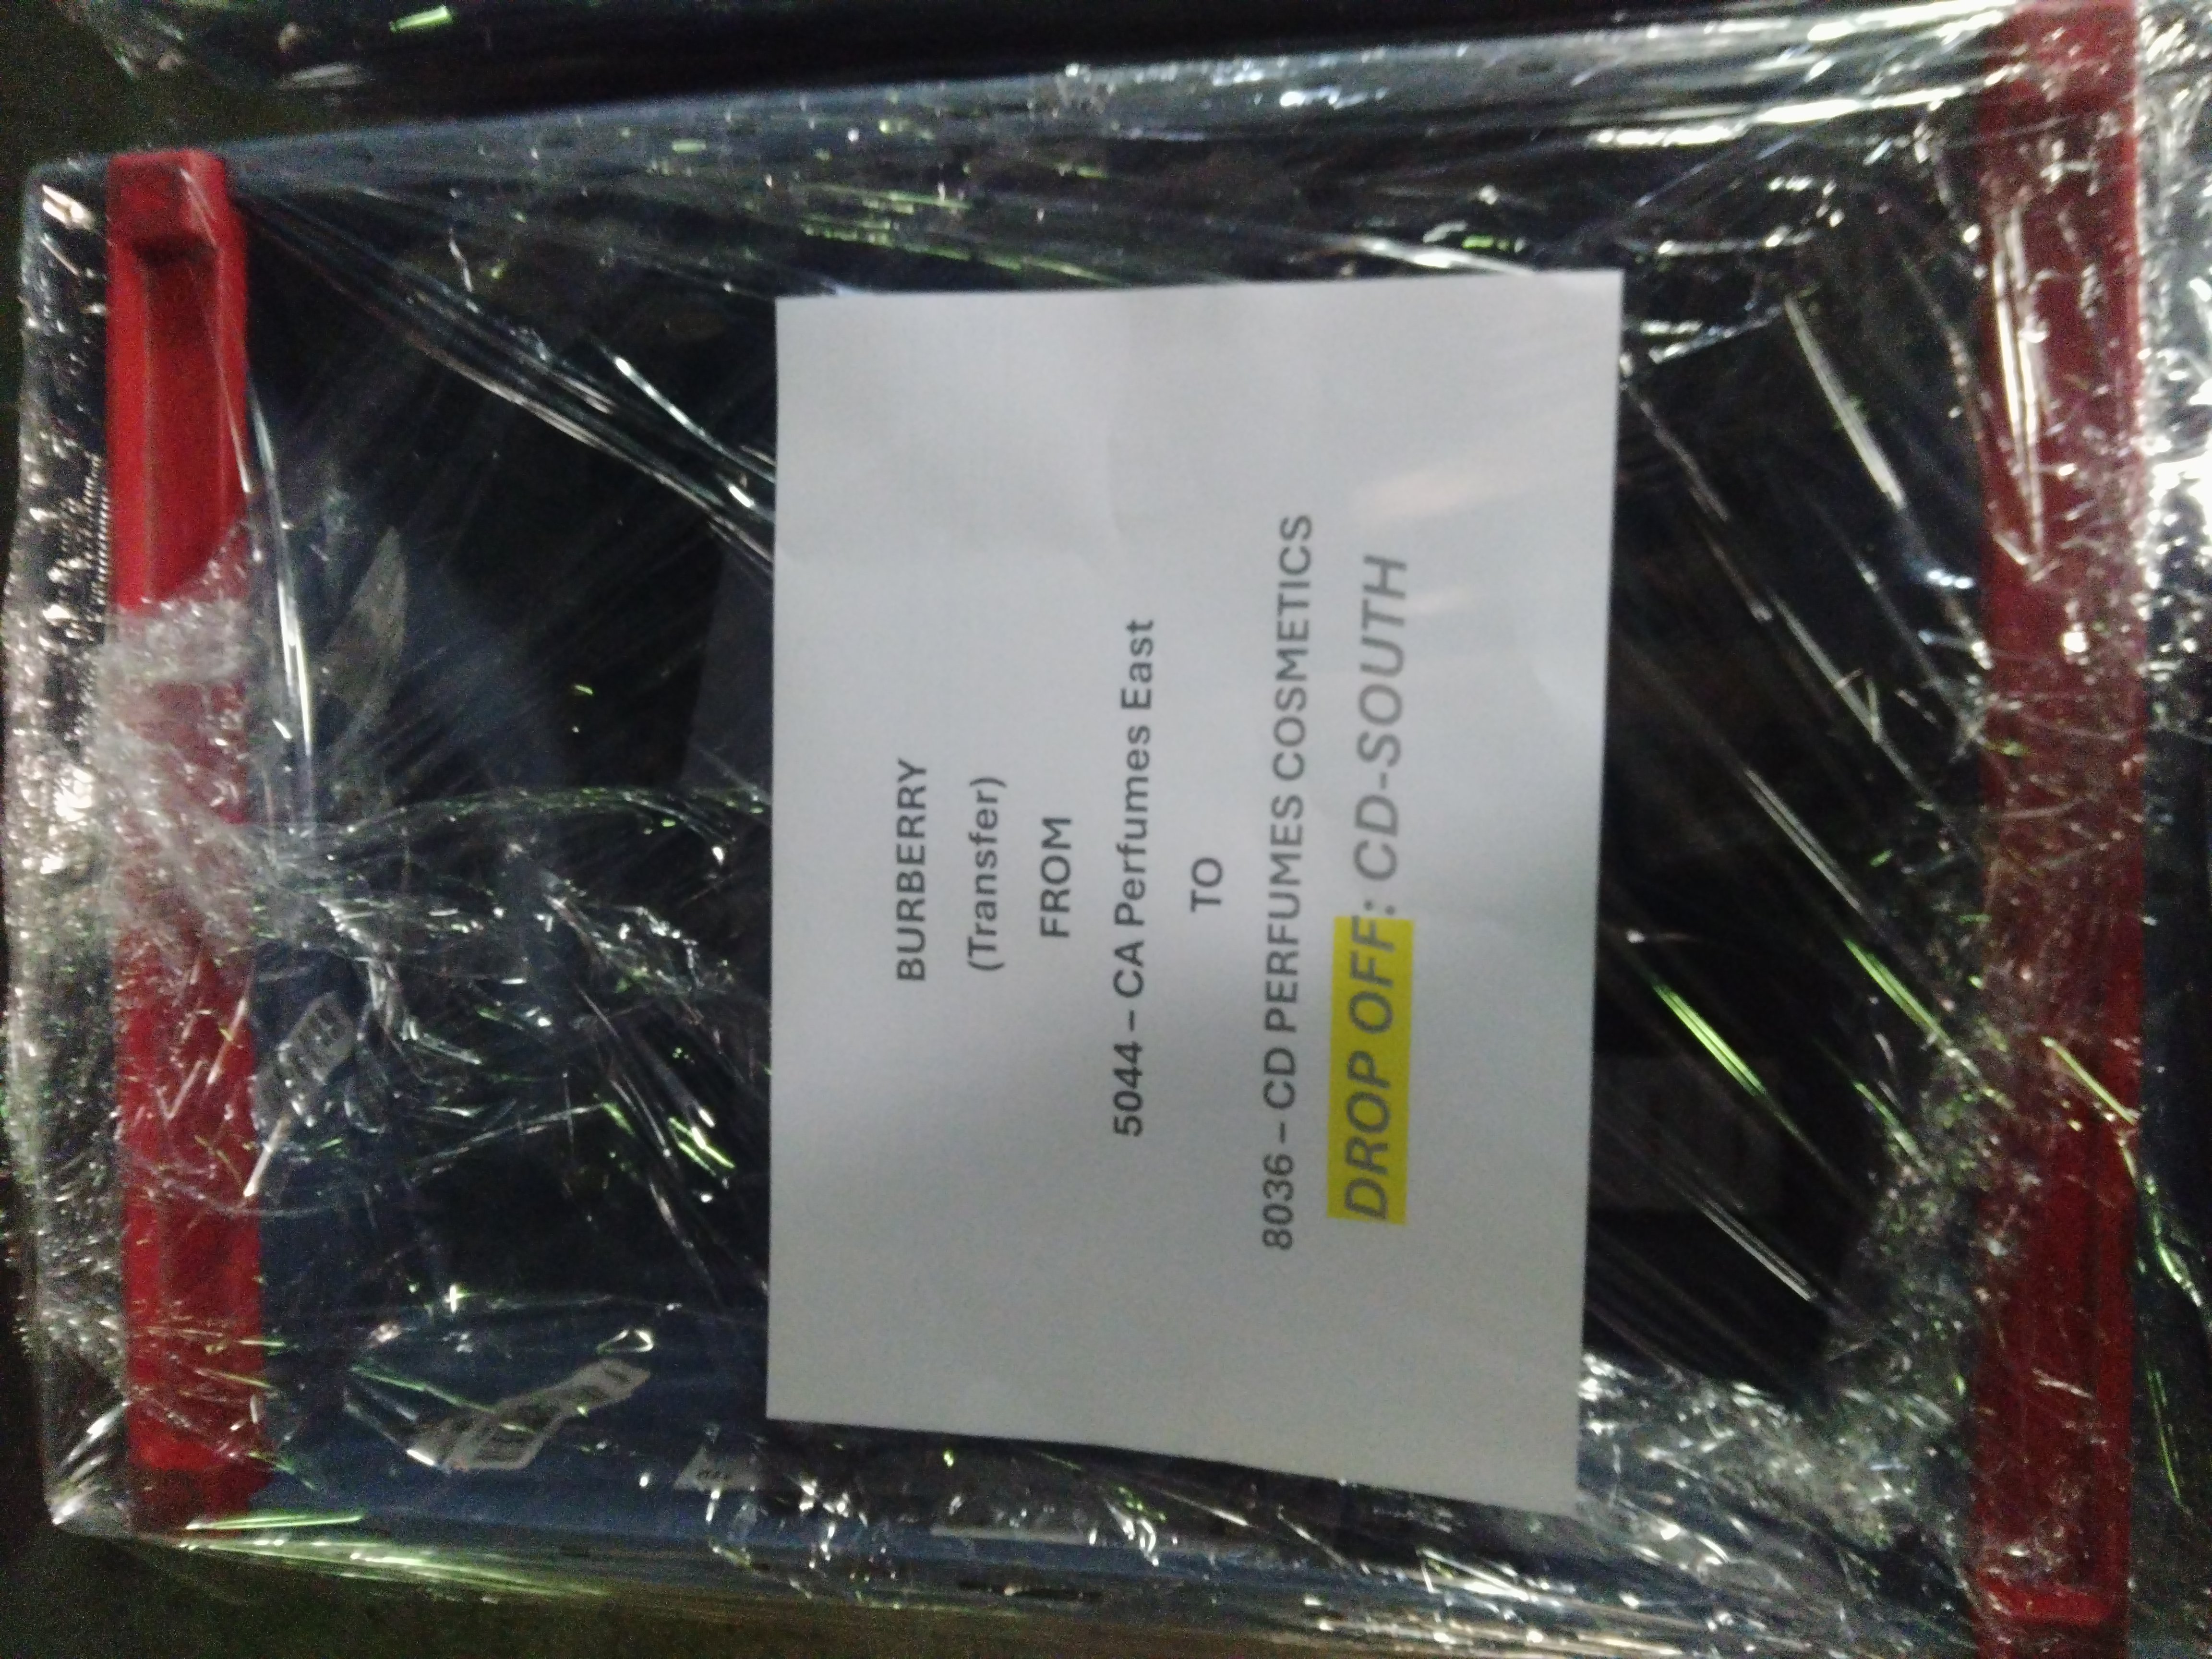 BURBERRY
(Transfer)
FROM
5044 – CA Perfumes East
TO
8036 – CD PERFUMES COSMETICS
DROP OFF: CD-SOUTH